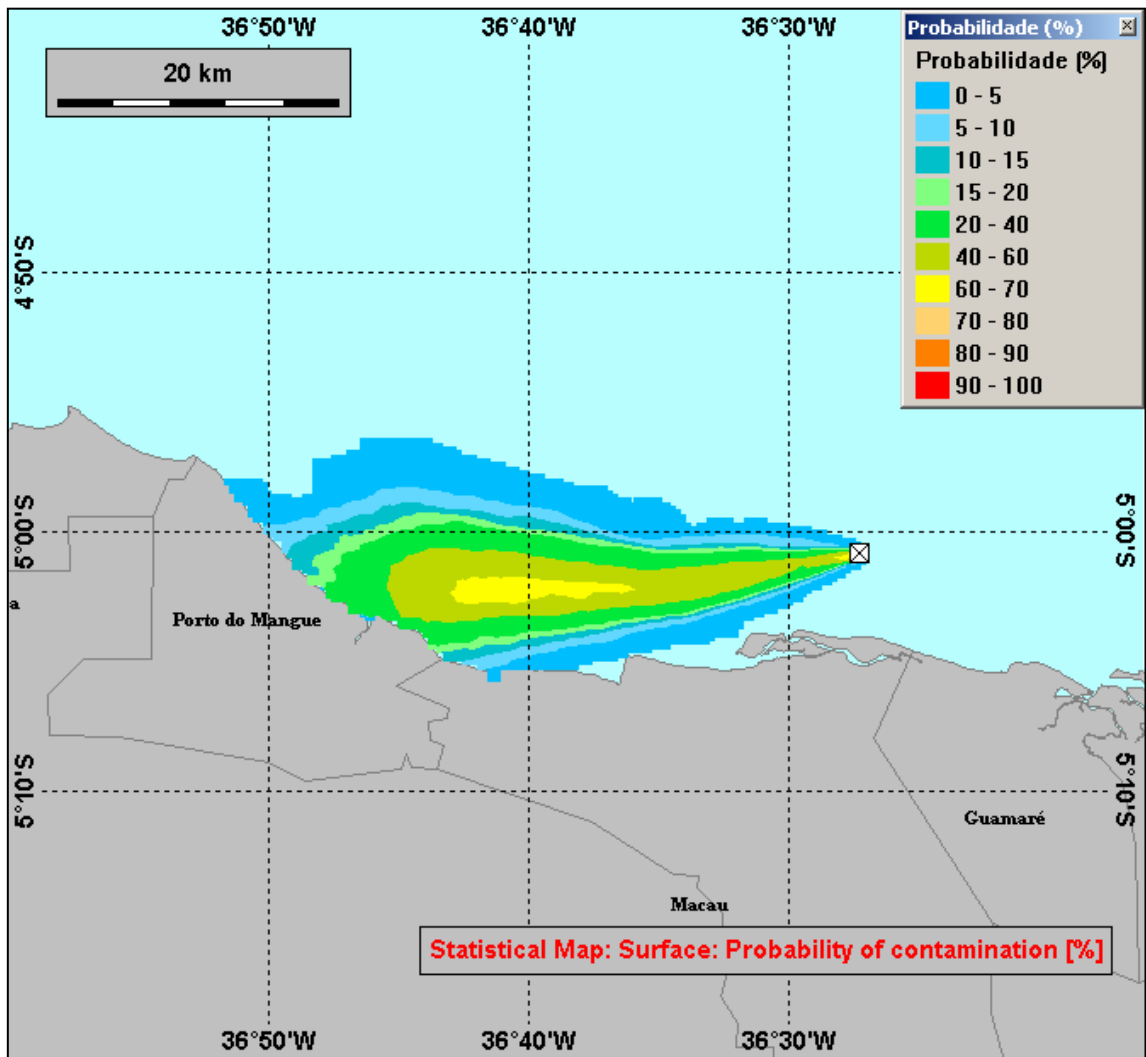 36°50'W
36°40'W
36°30'W
Probabilidade (%)
Probabilidade (%)
0 - 5
5 - 10
10 - 15
15 - 20
20 - 40
40 - 60
60 - 70
70 - 80
80 - 90
90 - 100
20 km
4°50'S
5°00'S
5°00'S
a
Porto do Mangue
5°10'S
5°10'S
Guamaré
Macau
Statistical Map: Surface: Probability of contamination [%]
36°50'W
36°40'W
36°30'W